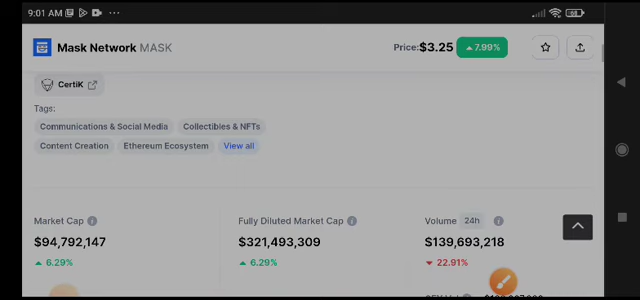 9:01 AM
68
Mask Network MASK
Price: $3.25 7.99%
CertiK
Tags:
Communications & Social Media Collectibles & NFTs
Content Creation Ethereum Ecosystem View all
Market Cap Fully Diluted Market Cap Volume 24h
$94,792,147 $321,493,309 $139,693,218
6.29% 6.29% 22.91%